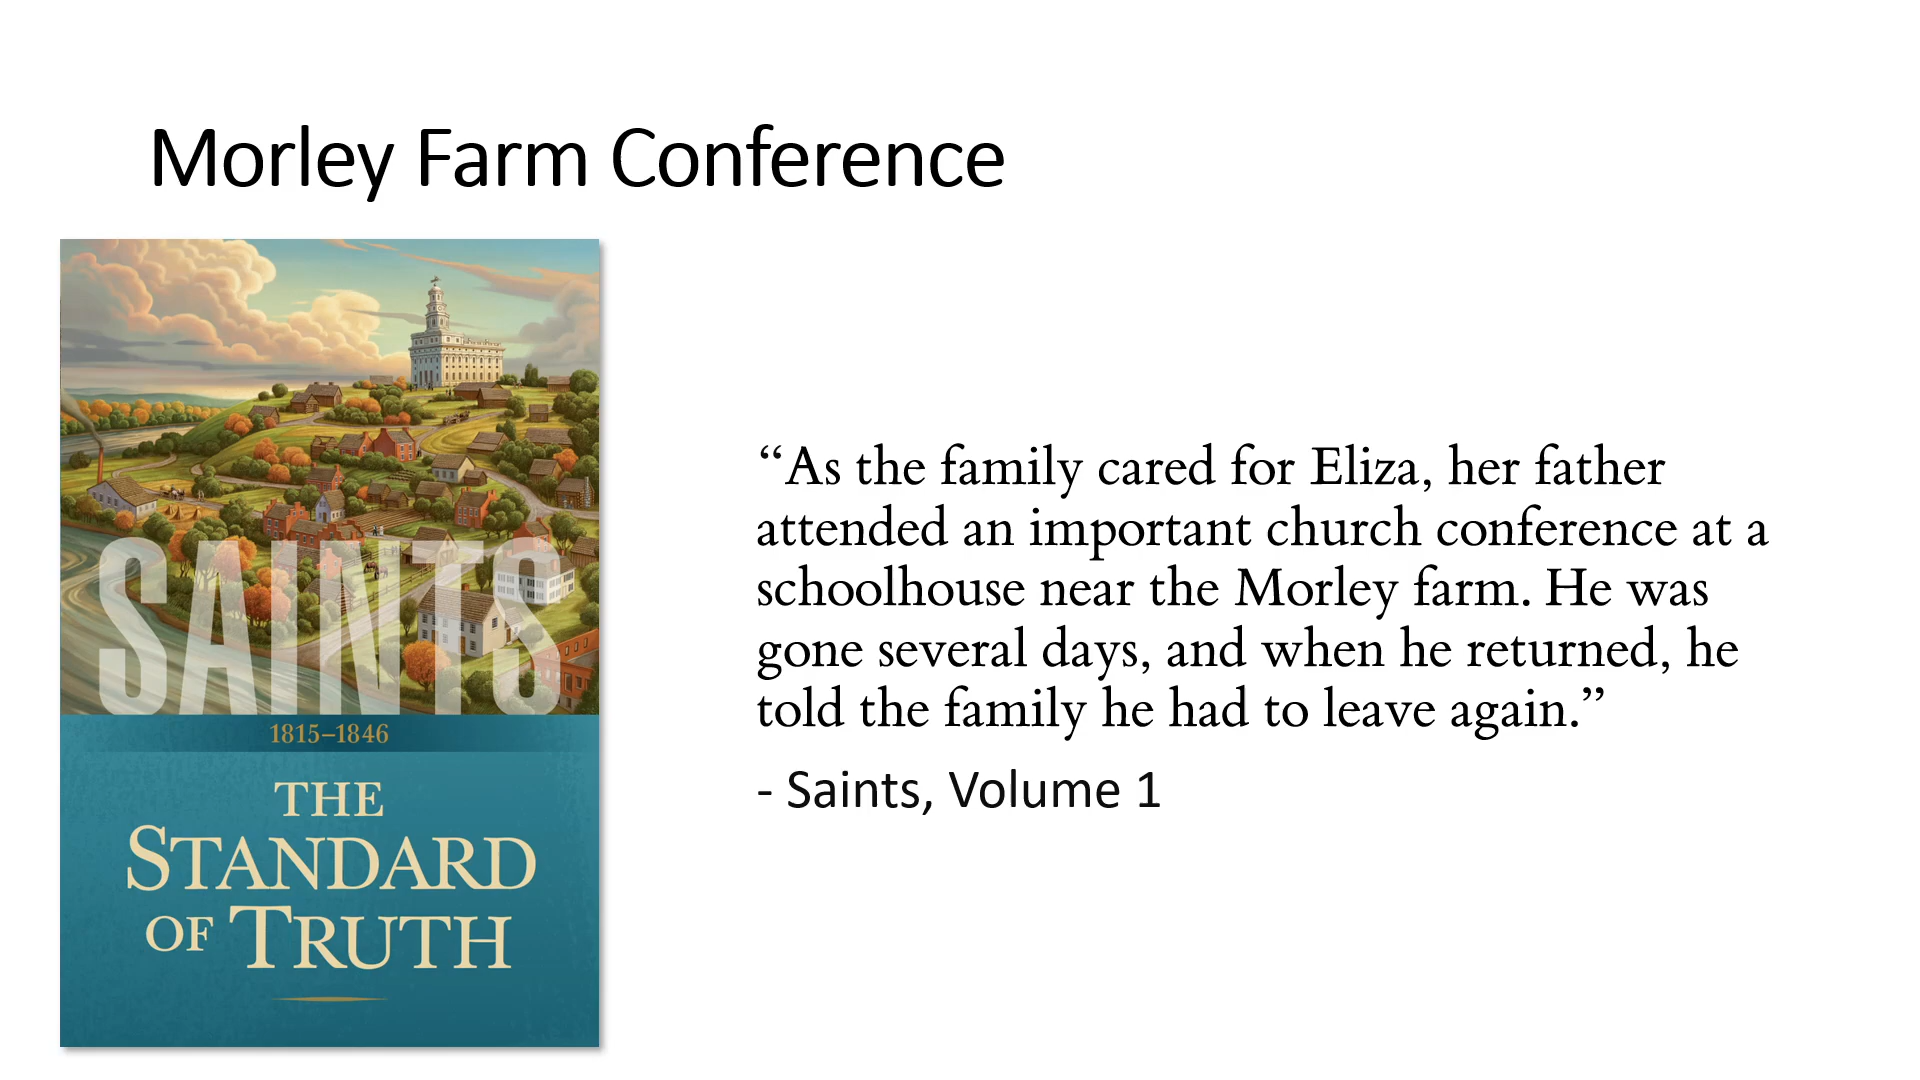 Morley Farm Conference
SAINTS
1815–1846
THE
STANDARD
OF TRUTH
“As the family cared for Eliza, her father
attended an important church conference at a
schoolhouse near the Morley farm. He was
gone several days, and when he returned, he
told the family he had to leave again.”
- Saints, Volume 1